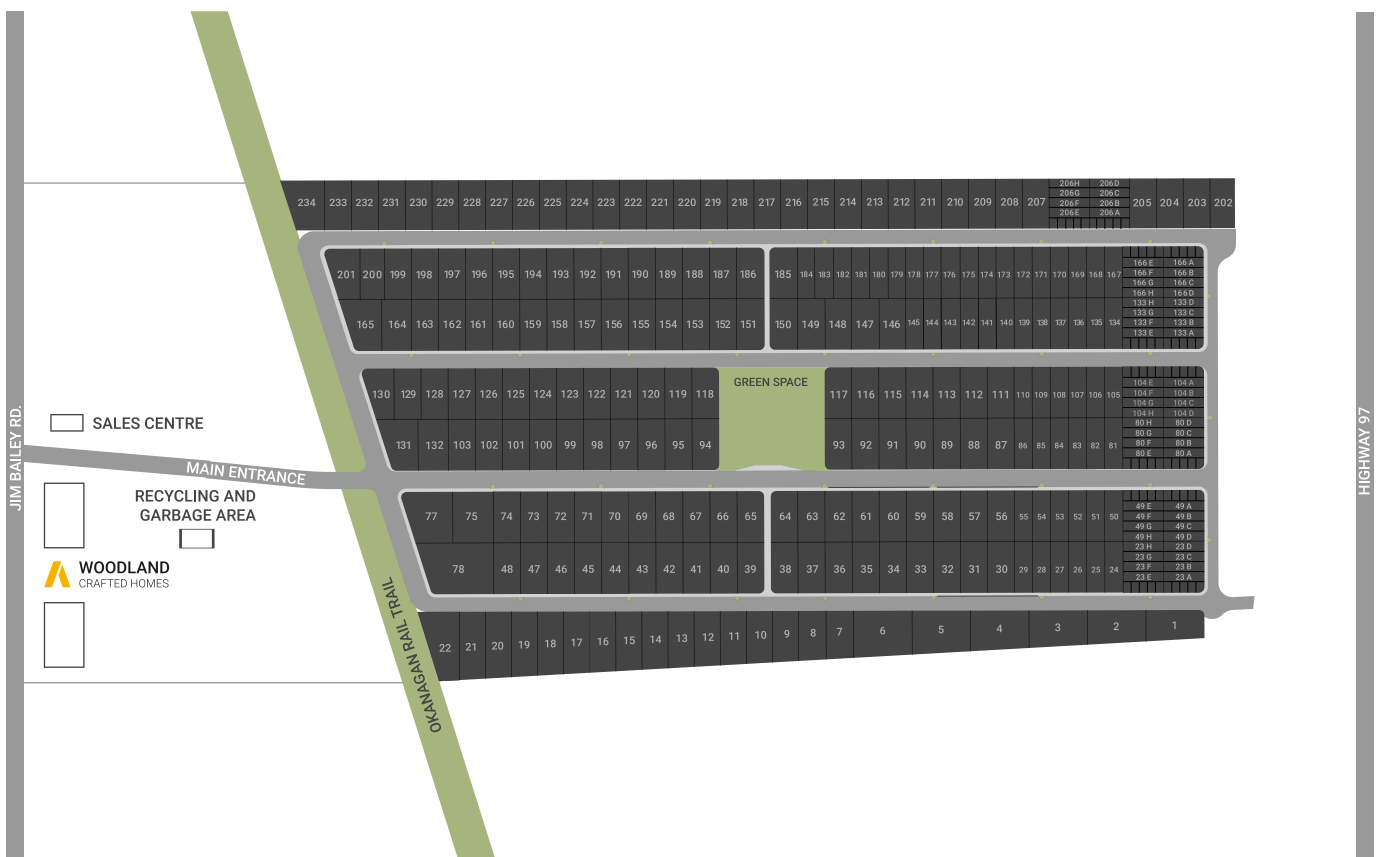 234 233 232 231 230 229 228 227 226 225 224 223 222 221 220 219 218 217 216 215 214 213 212 211 210 209 208 207
206H 206D
206G 206C
206F 206B
206E 206A
205 204 203 202
201 200 199 198 197 196 195 194 193 192 191 190 189 188 187 186
185 184 183 182 181 180 179 178 177 176 175 174 173 172 171 170 169 168 167
166 E 166 A
166 F 166 B
166 G 166 C
166 H 166 D
165 164 163 162 161 160 159 158 157 156 155 154 153 152 151
150 149 148 147 146 145 144 143 142 141 140 139 138 137 136 135 134
133 H 133 D
133 G 133 C
133 F 133 B
133 E 133 A
GREEN SPACE
130 129 128 127 126 125 124 123 122 121 120 119 118
117 116 115 114 113 112 111 110 109 108 107 106 105
104 E 104 A
104 F 104 B
104 G 104 C
104 H 104 D
131 132 103 102 101 100 99 98 97 96 95 94
93 92 91 90 89 88 87 86 85 84 83 82 81
80 H 80 D
80 G 80 C
80 F 80 B
80 E 80 A
SALES CENTRE
JIM BAILEY RD.
HIGHWAY 97
MAIN ENTRANCE
RECYCLING AND
GARBAGE AREA
77 75 74 73 72 71 70 69 68 67 66 65
64 63 62 61 60 59 58 57 56 55 54 53 52 51 50
49 E 49 A
49 F 49 B
49 G 49 C
49 H 49 D
WOODLAND
CRAFTED HOMES
78 48 47 46 45 44 43 42 41 40 39
38 37 36 35 34 33 32 31 30 29 28 27 26 25 24
23 H 23 D
23 G 23 C
23 F 23 B
23 E 23 A
OKANAGAN RAIL TRAIL
22 21 20 19 18 17 16 15 14 13 12 11 10 9 8 7 6 5 4 3 2 1